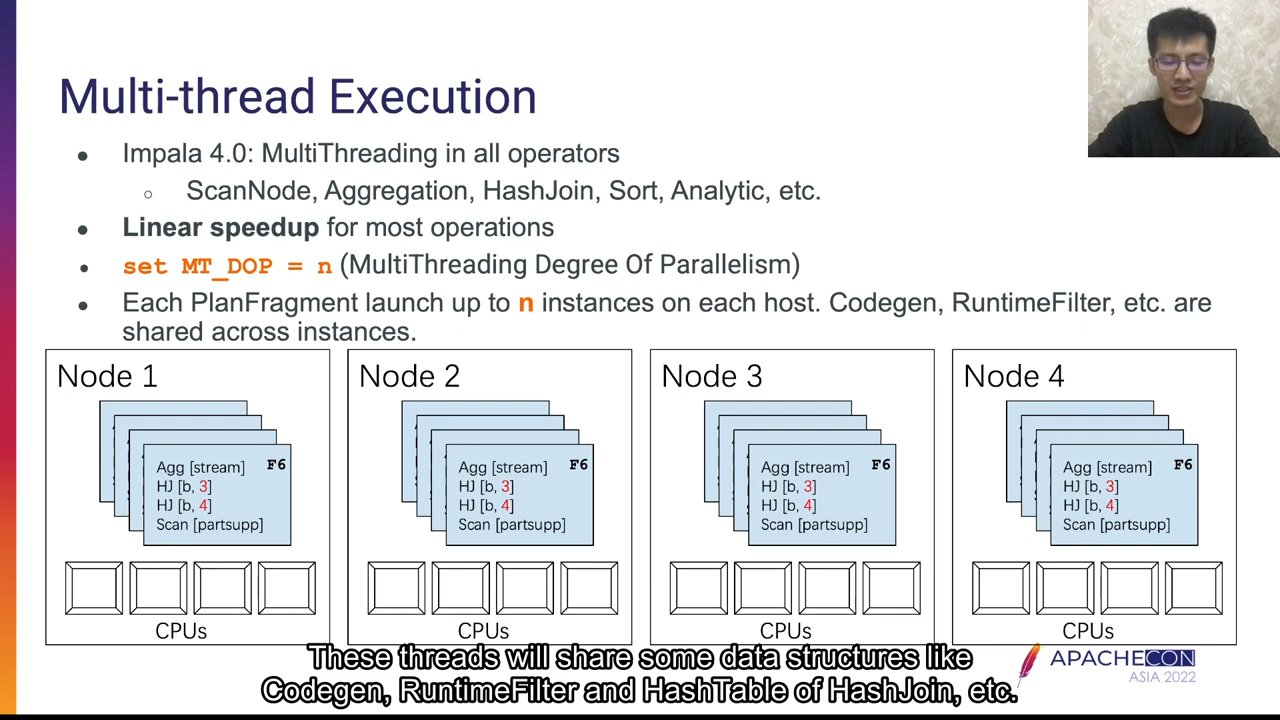 Multi-thread Execution
Impala 4.0: MultiThreading in all operators
ScanNode, Aggregation, HashJoin, Sort, Analytic, etc.
Linear speedup for most operations
set MT_DOP = n (MultiThreading Degree Of Parallelism)
Each PlanFragment launch up to n instances on each host. Codegen, RuntimeFilter, etc. are
shared across instances.
Node 1
Agg [stream] F6
HJ [b, 3]
HJ [b, 4]
Scan [partsupp]
CPUs
Node 2
Agg [stream] F6
HJ [b, 3]
HJ [b, 4]
Scan [partsupp]
CPUs
Node 3
Agg [stream] F6
HJ [b, 3]
HJ [b, 4]
Scan [partsupp]
CPUs
Node 4
Agg [stream] F6
HJ [b, 3]
HJ [b, 4]
Scan [partsupp]
CPUs
These threads will share some data structures like
Codegen, RuntimeFilter and HashTable of HashJoin, etc.
APACHECON
ASIA 2022